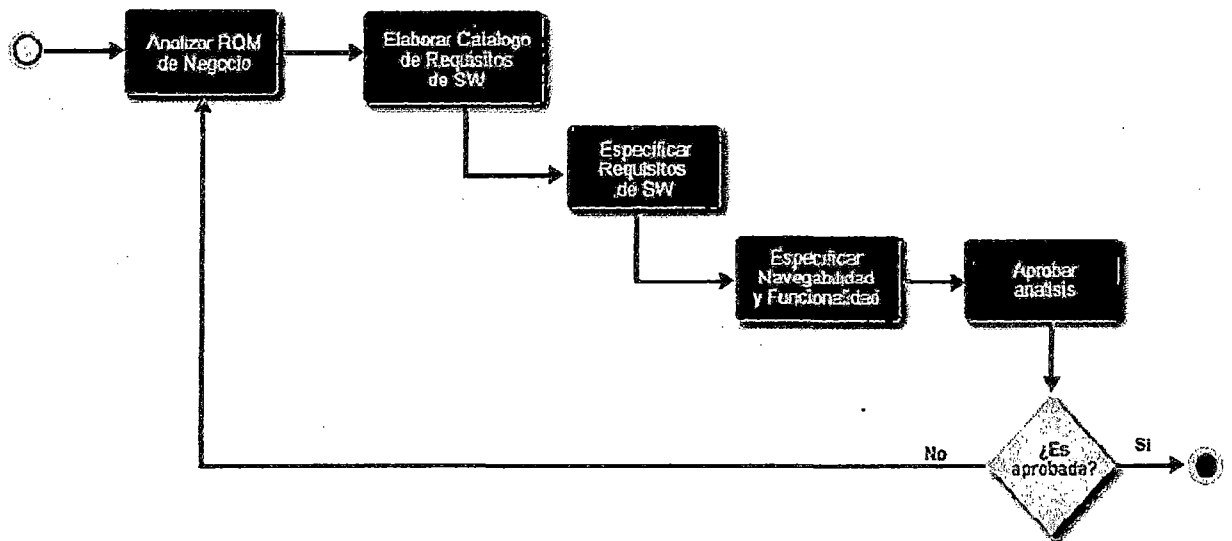 Analizar RQM
de Negocio
Elaborar Catalogo
de Requisitos
de SW
Especificar
Requisitos
de SW
Especificar
Navegabilidad
y Funcionalidad
Aprobar
analisis
No
¿Es
aprobada?
Si